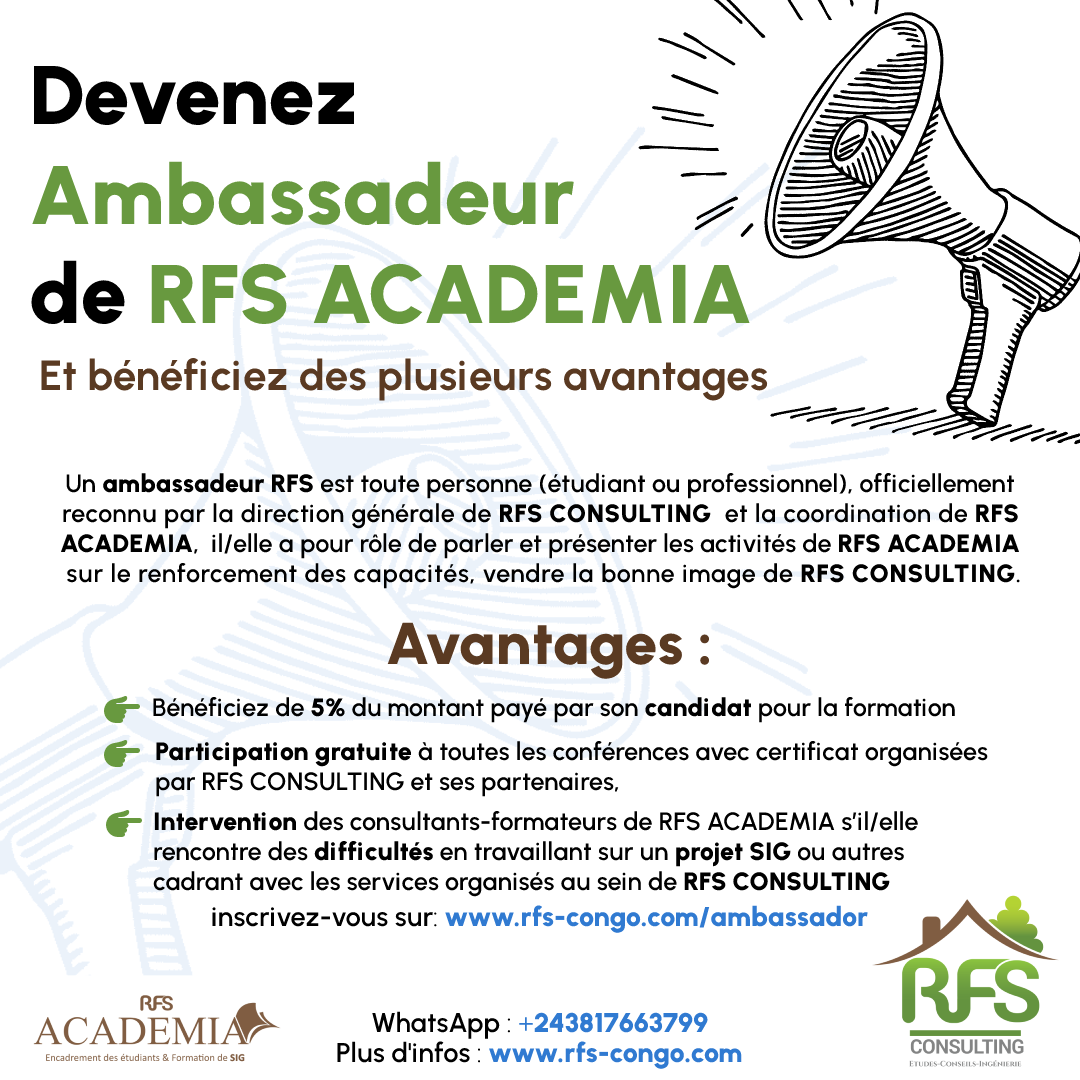 Devenez
Ambassadeur
de RFS ACADEMIA
Et bénéficiez des plusieurs avantages
Un ambassadeur RFS est toute personne (étudiant ou professionnel), officiellement
reconnu par la direction générale de RFS CONSULTING et la coordination de RFS
ACADEMIA, il/elle a pour rôle de parler et présenter les activités de RFS ACADEMIA
sur le renforcement des capacités, vendre la bonne image de RFS CONSULTING.
Avantages :
Bénéficiez de 5% du montant payé par son candidat pour la formation
Participation gratuite à toutes les conférences avec certificat organisées
par RFS CONSULTING et ses partenaires,
Intervention des consultants-formateurs de RFS ACADEMIA s'il/elle
rencontre des difficultés en travaillant sur un projet SIG ou autres
cadrant avec les services organisés au sein de RFS CONSULTING
inscrivez-vous sur: www.rfs-congo.com/ambassador
RFS
ACADEMIA
Encadrement des étudiants & Formation de SIG
WhatsApp : +243817663799
Plus d'infos : www.rfs-congo.com
RFS
CONSULTING
ETUDES-CONSEILS-INGÉNIERIE